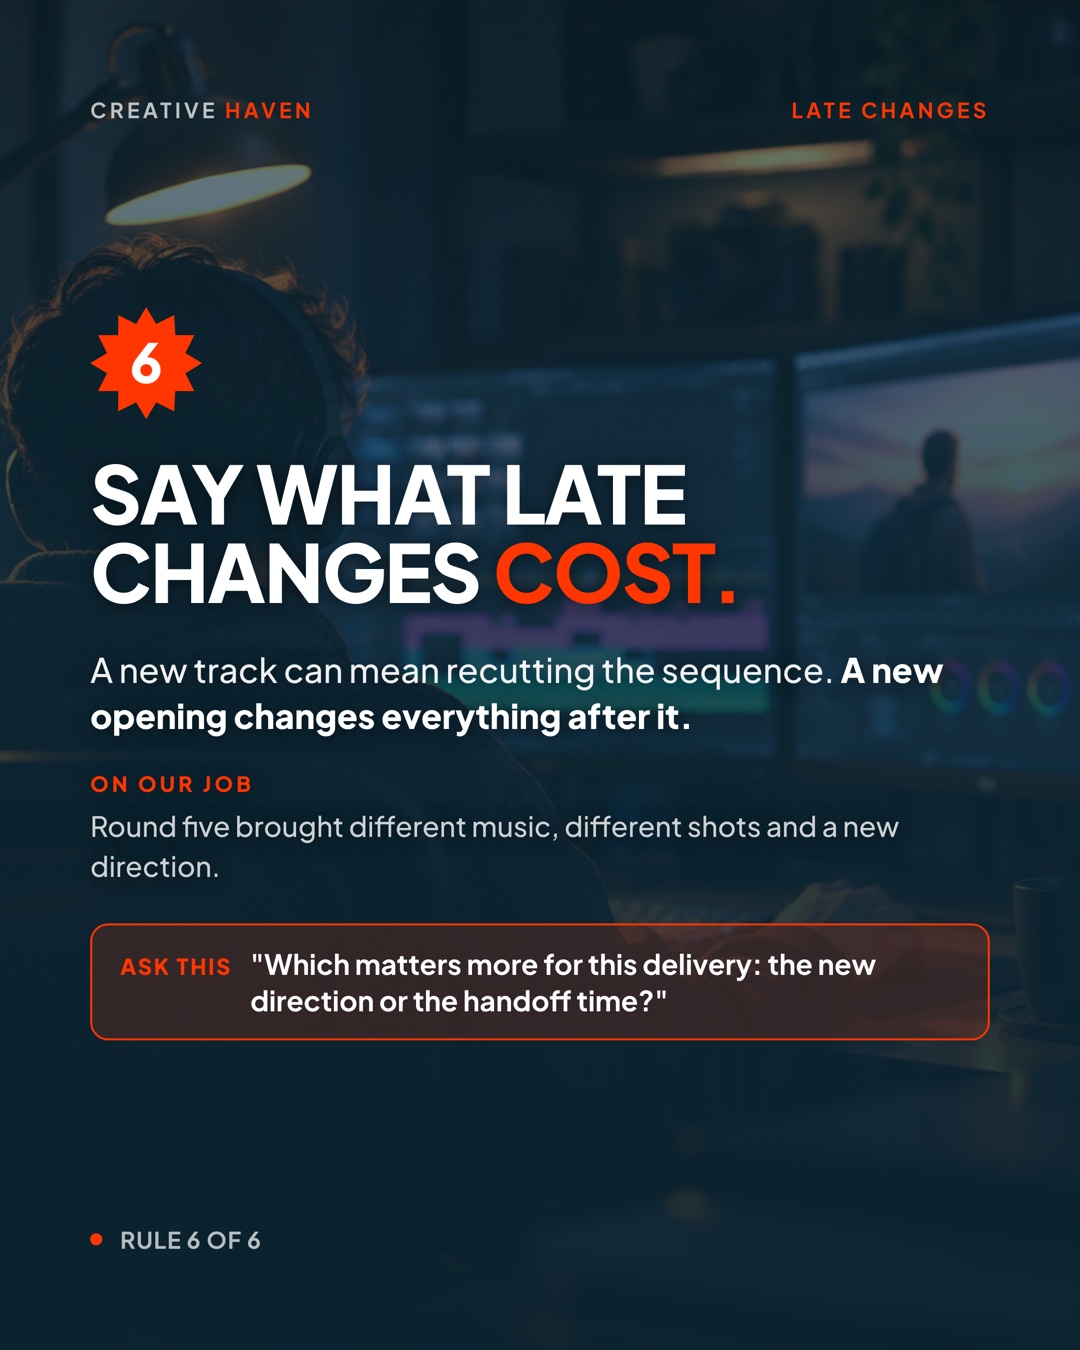 CREATIVE HAVEN
LATE CHANGES
6
SAY WHAT LATE
CHANGES COST.
A new track can mean recutting the sequence. A new
opening changes everything after it.
ON OUR JOB
Round five brought different music, different shots and a new
direction.
ASK THIS "Which matters more for this delivery: the new
direction or the handoff time?"
RULE 6 OF 6